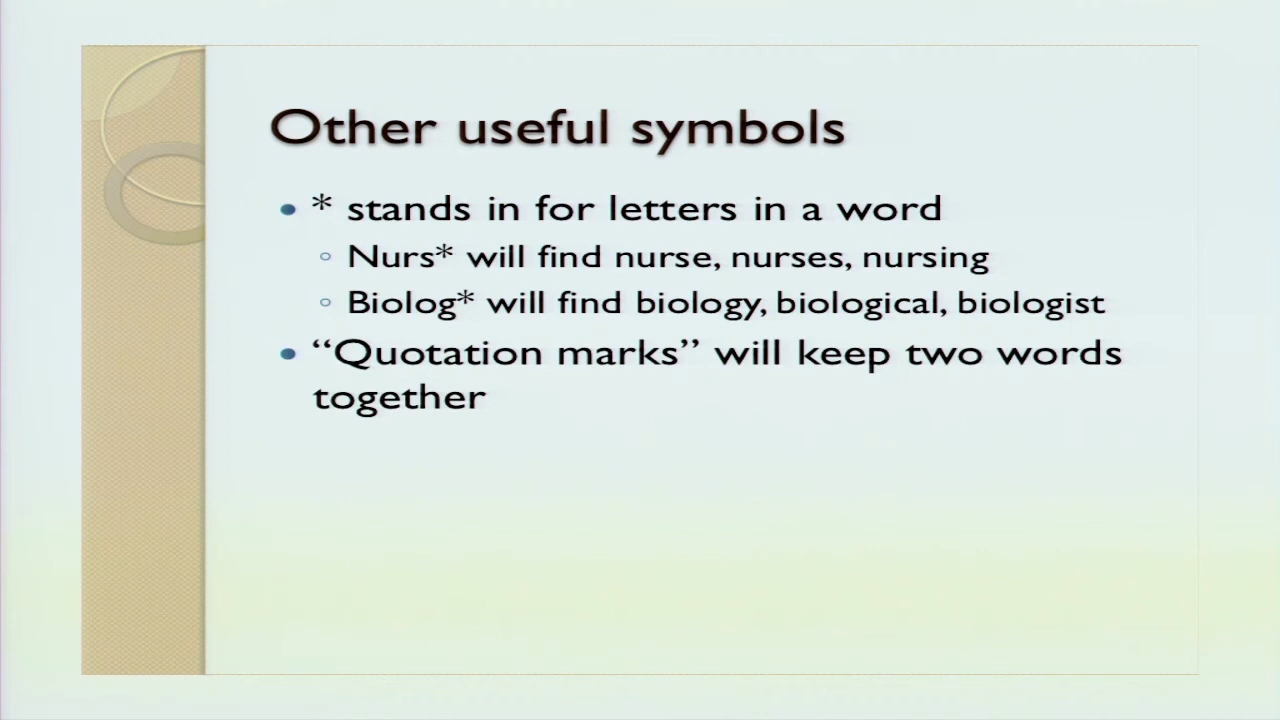 Other useful symbols
* stands in for letters in a word
Nurs* will find nurse, nurses, nursing
Biolog* will find biology, biological, biologist
“Quotation marks” will keep two words
together